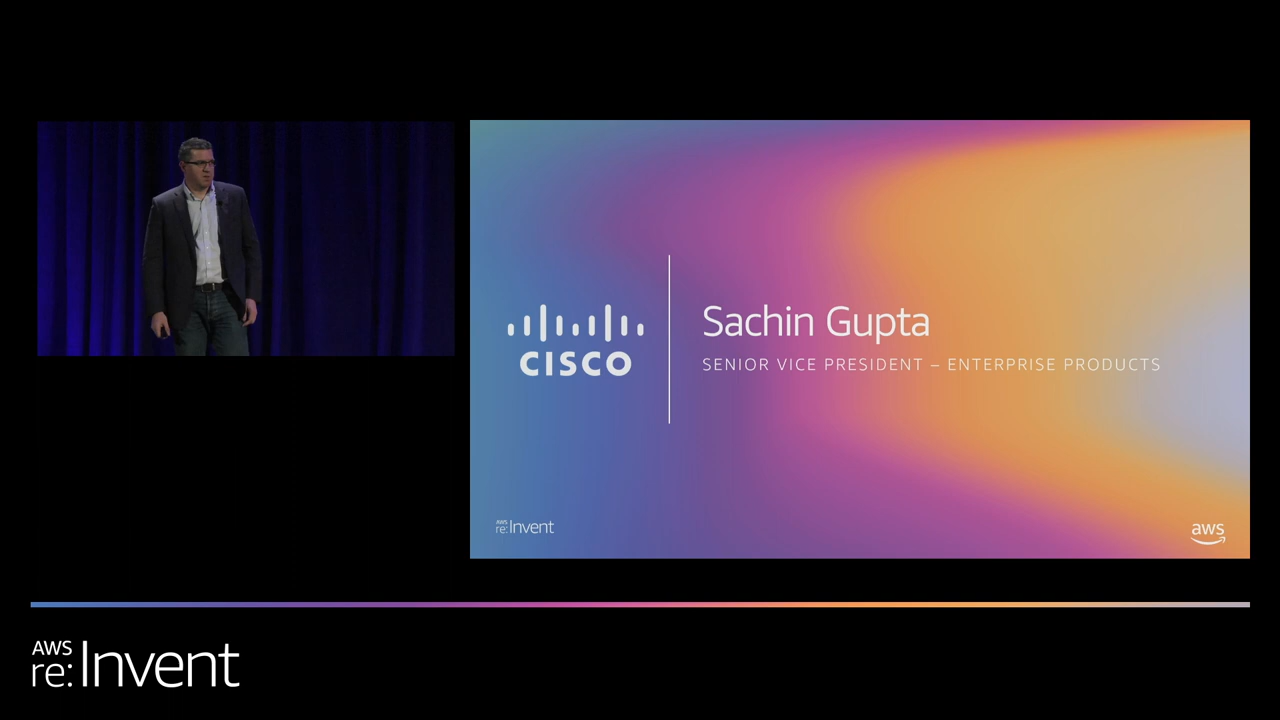 CISCO
Sachin Gupta
SENIOR VICE PRESIDENT – ENTERPRISE PRODUCTS
AWS
re:Invent
aws
AWS
re:Invent